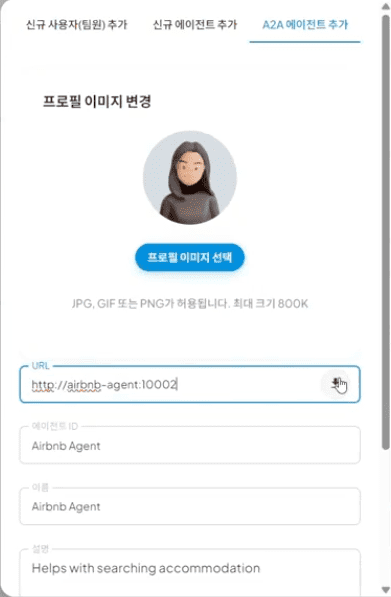 신규 사용자(팀원) 추가
신규 에이전트 추가
A2A 에이전트 추가
프로필 이미지 변경
프로필 이미지 선택
JPG, GIF 또는 PNG가 허용됩니다. 최대 크기 800K
URL
http://airbnb-agent:10002
에이전트 ID
Airbnb Agent
이름
Airbnb Agent
설명
Helps with searching accommodation